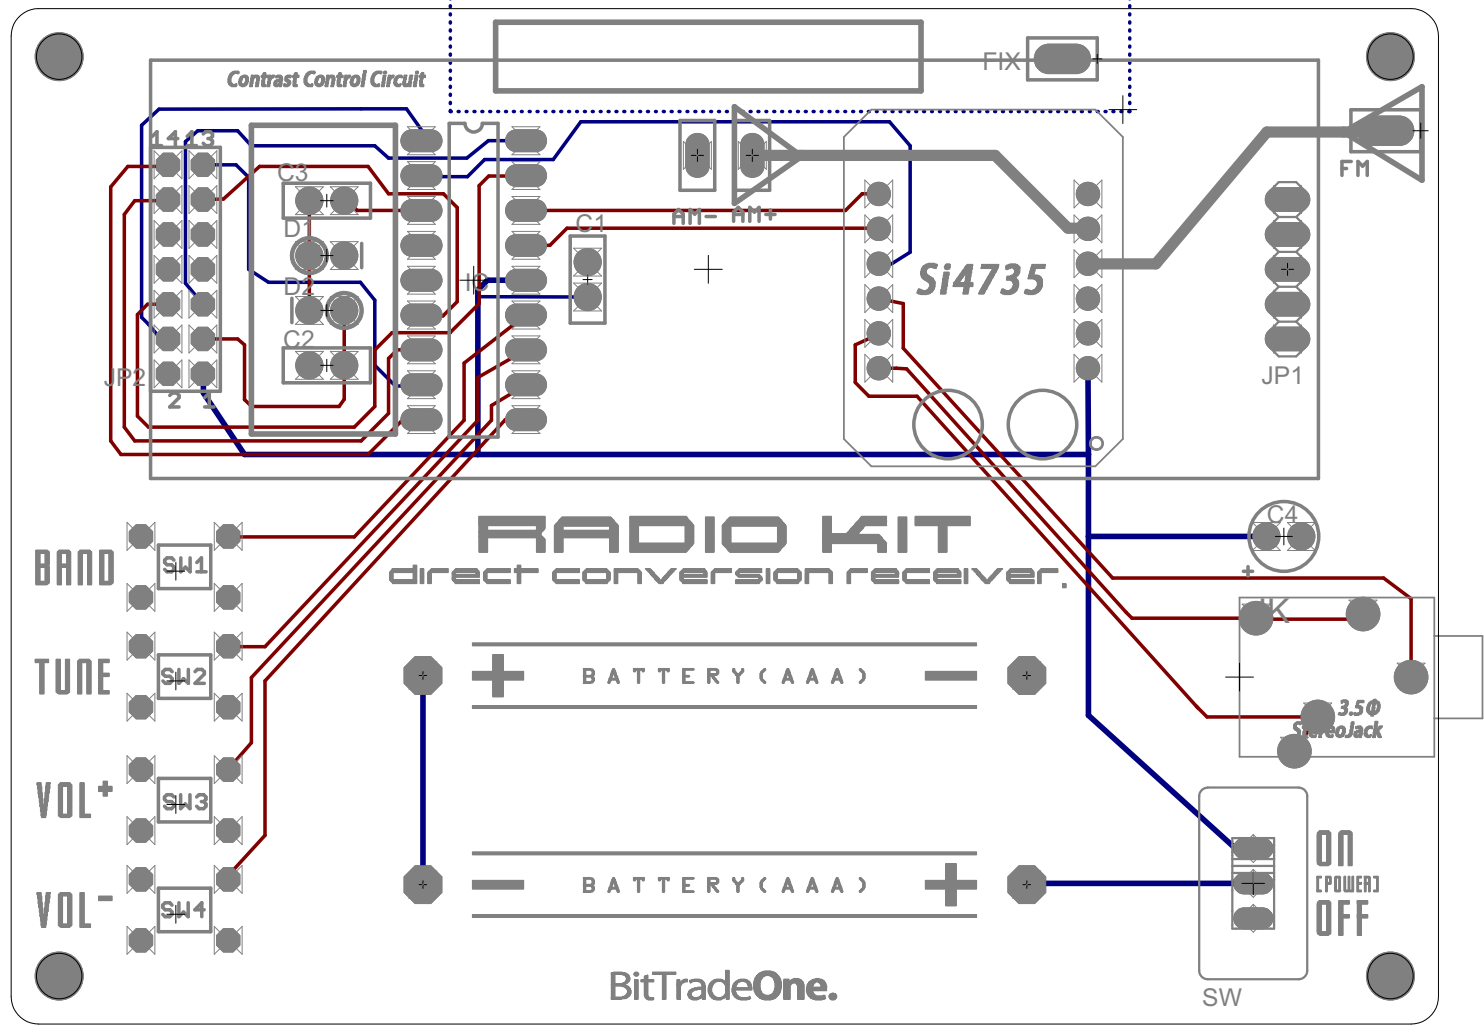 FIX
Contrast Control Circuit
14 13
C3
FM
AM- AM+
D1
C1
IC
Si4735
D2
C2
JP2
JP1
2 1
RADIO KIT
C4
+
direct conversion receiver.
BAND
SW1
JK
TUNE
SW2
+ BATTERY(AAA) -
3.5Φ
StereoJack
VOL+
SW3
ON
[POWER]
OFF
VOL-
SW4
- BATTERY(AAA) +
BitTradeOne.
SW